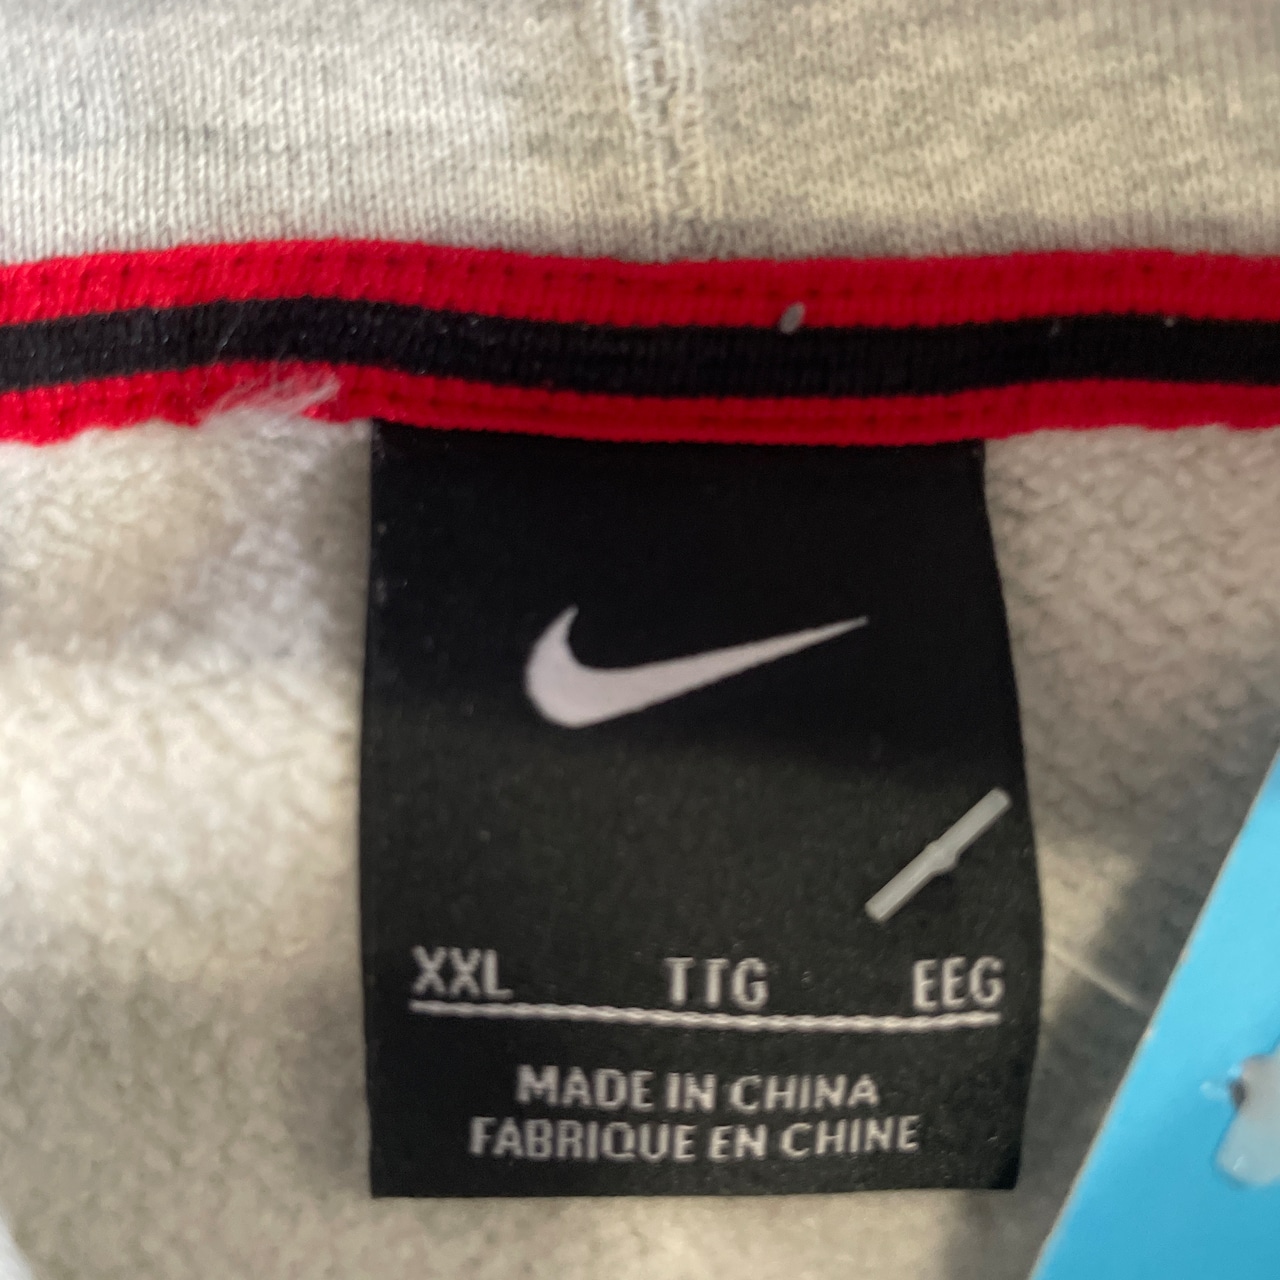 XXL TTG EEG
MADE IN CHINA
FABRIQUE EN CHINE